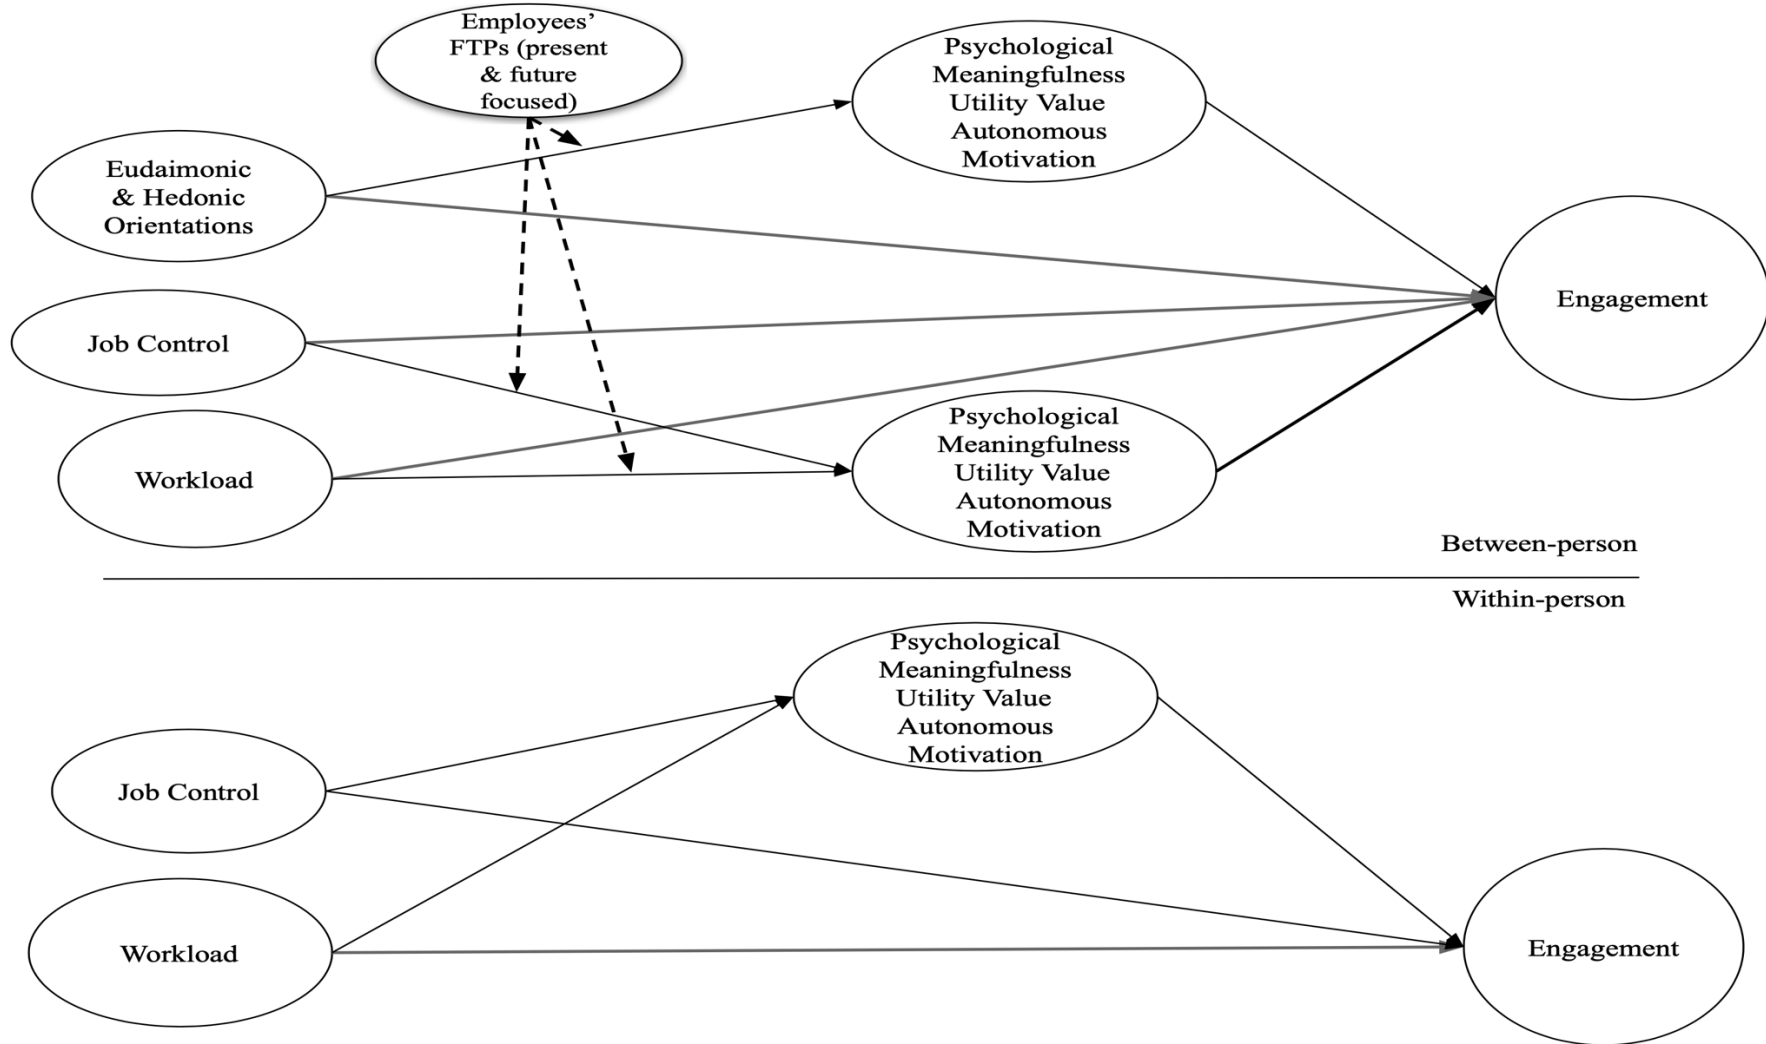 Employees’
FTPs (present
& future
focused)
Psychological
Meaningfulness
Utility Value
Autonomous
Motivation
Eudaimonic
& Hedonic
Orientations
Engagement
Job Control
Psychological
Meaningfulness
Utility Value
Autonomous
Motivation
Workload
Between-person
Within-person
Psychological
Meaningfulness
Utility Value
Autonomous
Motivation
Job Control
Workload
Engagement